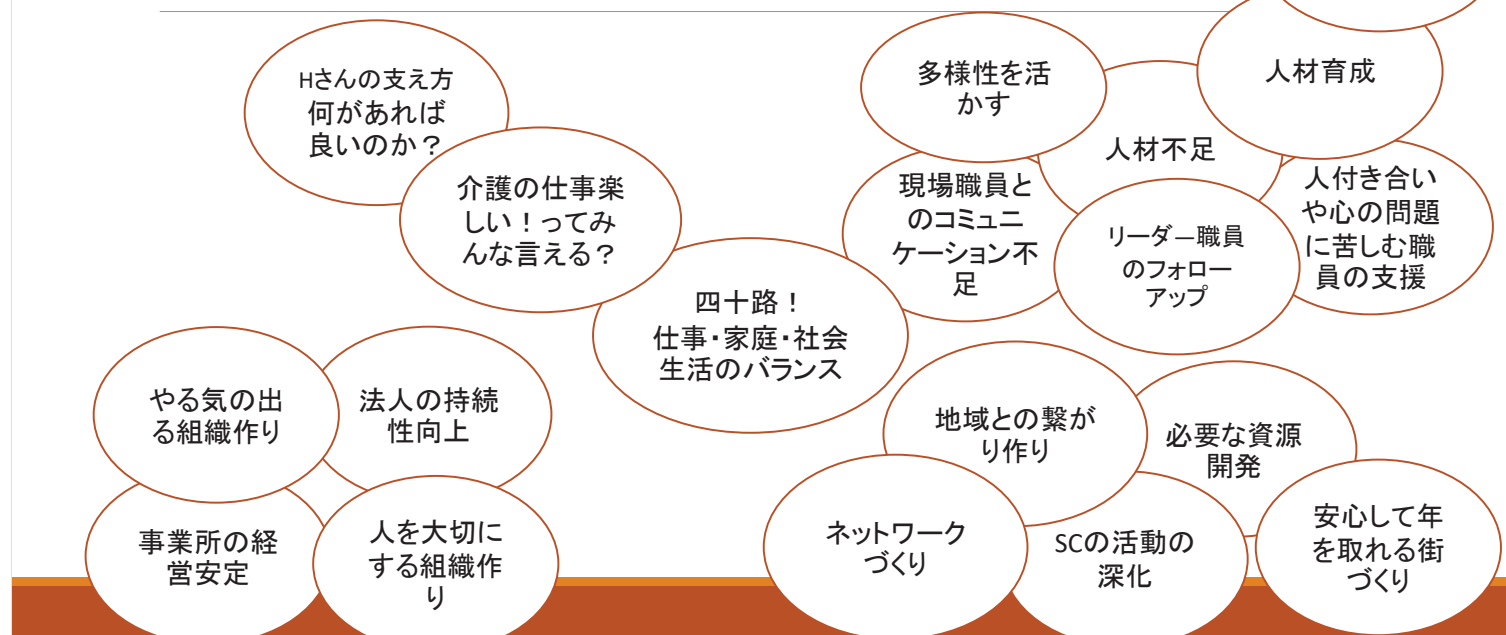 Hさんの支え方
何があれば
良いのか？
介護の仕事楽
しい！ってみ
んな言える？
四十路！
仕事・家庭・社会
生活のバランス
多様性を活
かす
人材不足
人材育成
現場職員と
のコミュニ
ケーション不
足
リーダ―職員
のフォロー
アップ
人付き合い
や心の問題
に苦しむ職
員の支援
やる気の出
る組織作り
法人の持続
性向上
事業所の経
営安定
人を大切に
する組織作
り
地域との繋が
り作り
必要な資源
開発
ネットワーク
づくり
SCの活動の
深化
安心して年
を取れる街
づくり